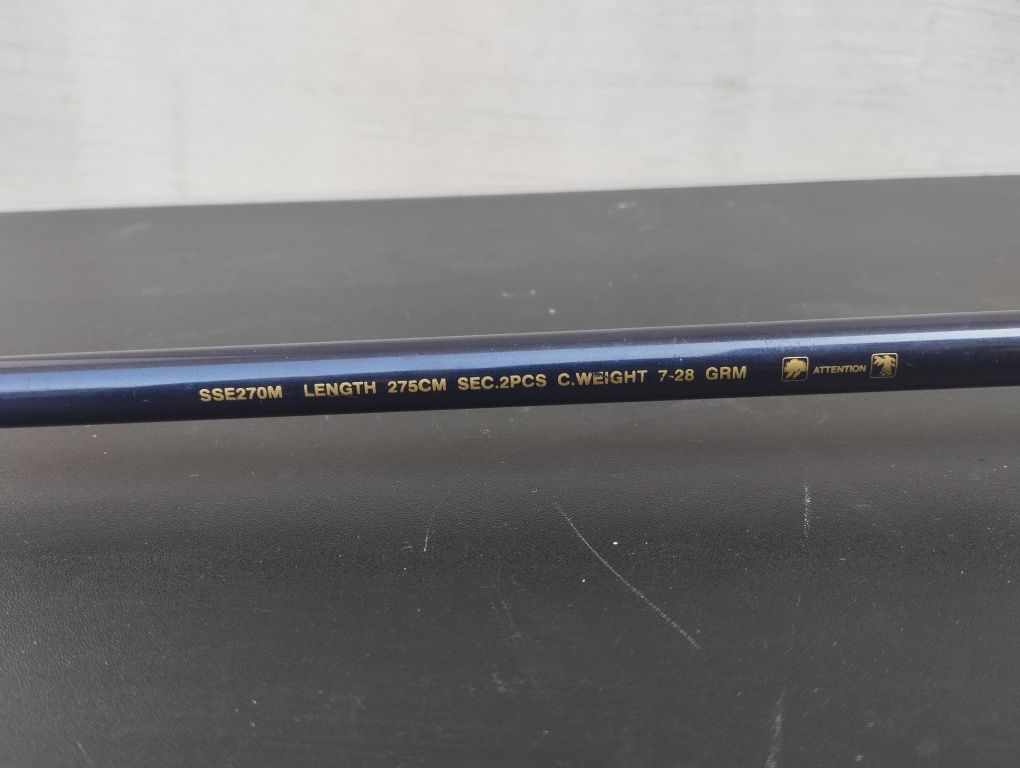 SSE270M LENGTH 275CM SEC.2PCS C.WEIGHT 7~28 GRM ATTENTION